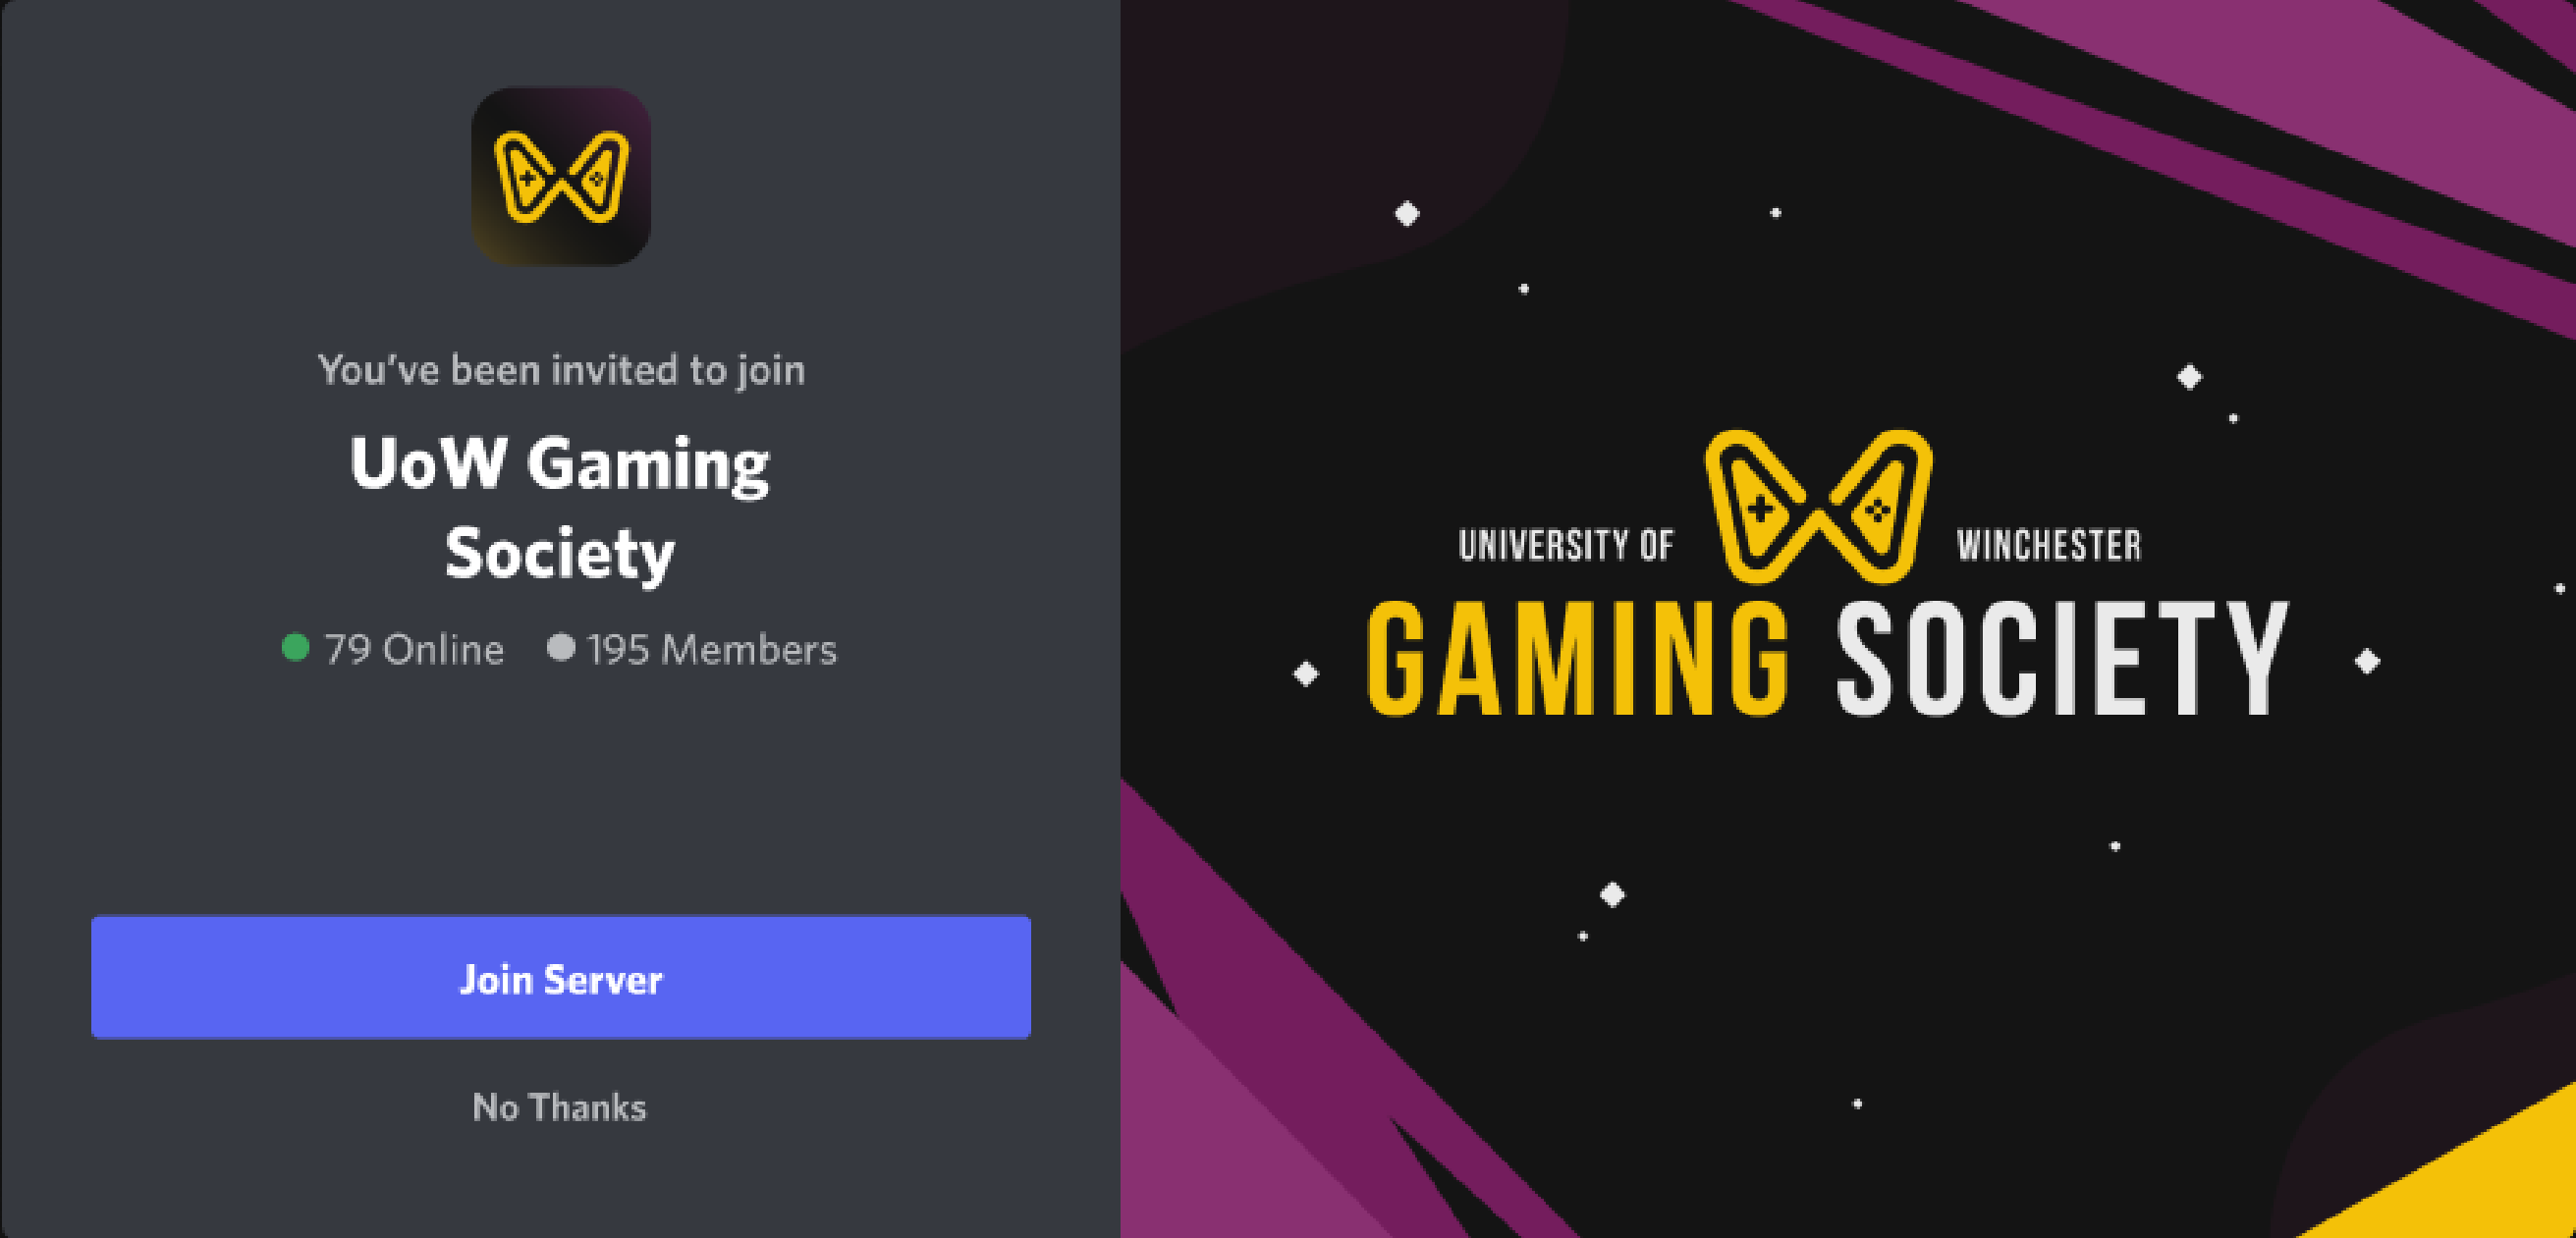 You've been invited to join
UoW Gaming
Society
79 Online 195 Members
Join Server
No Thanks
UNIVERSITY OF WINCHESTER
GAMING SOCIETY